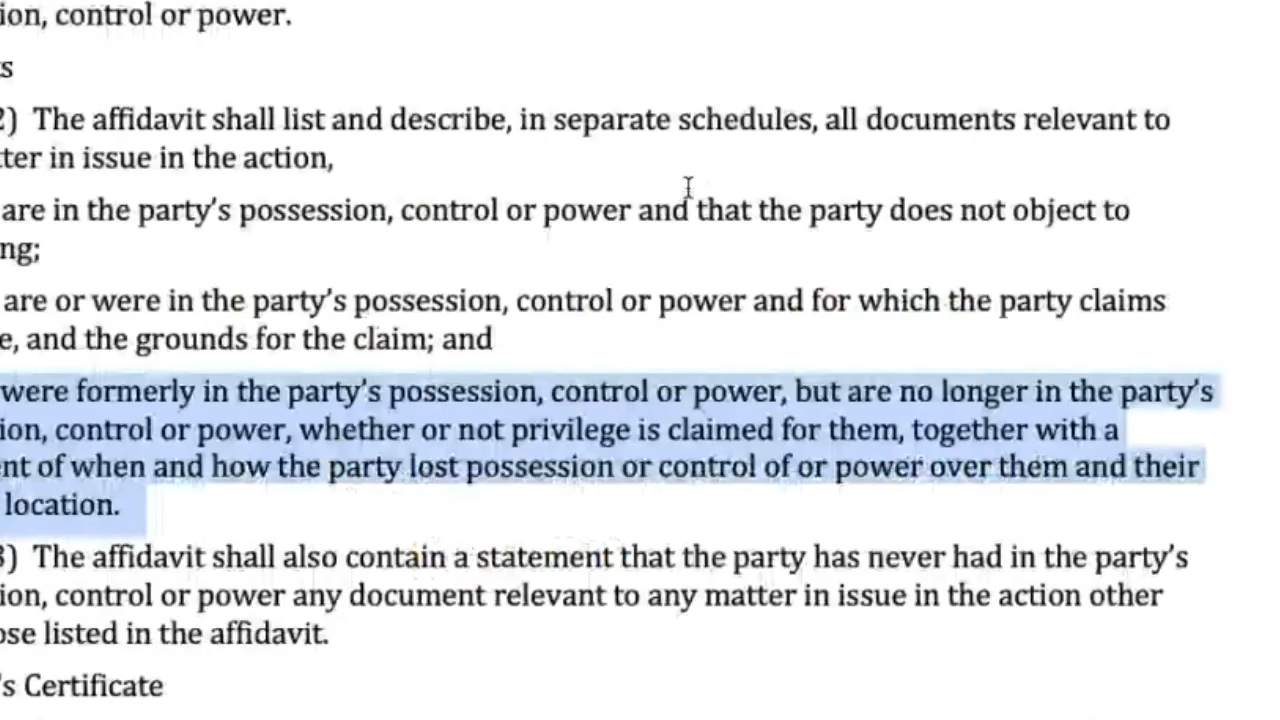 ion, control or power.
s
2) The affidavit shall list and describe, in separate schedules, all documents relevant to
tter in issue in the action,
are in the party's possession, control or power and that the party does not object to
ng;
are or were in the party's possession, control or power and for which the party claims
e, and the grounds for the claim; and
were formerly in the party's possession, control or power, but are no longer in the party's
ion, control or power, whether or not privilege is claimed for them, together with a
nt of when and how the party lost possession or control of or power over them and their
location.
3) The affidavit shall also contain a statement that the party has never had in the party's
ion, control or power any document relevant to any matter in issue in the action other
ose listed in the affidavit.
's Certificate